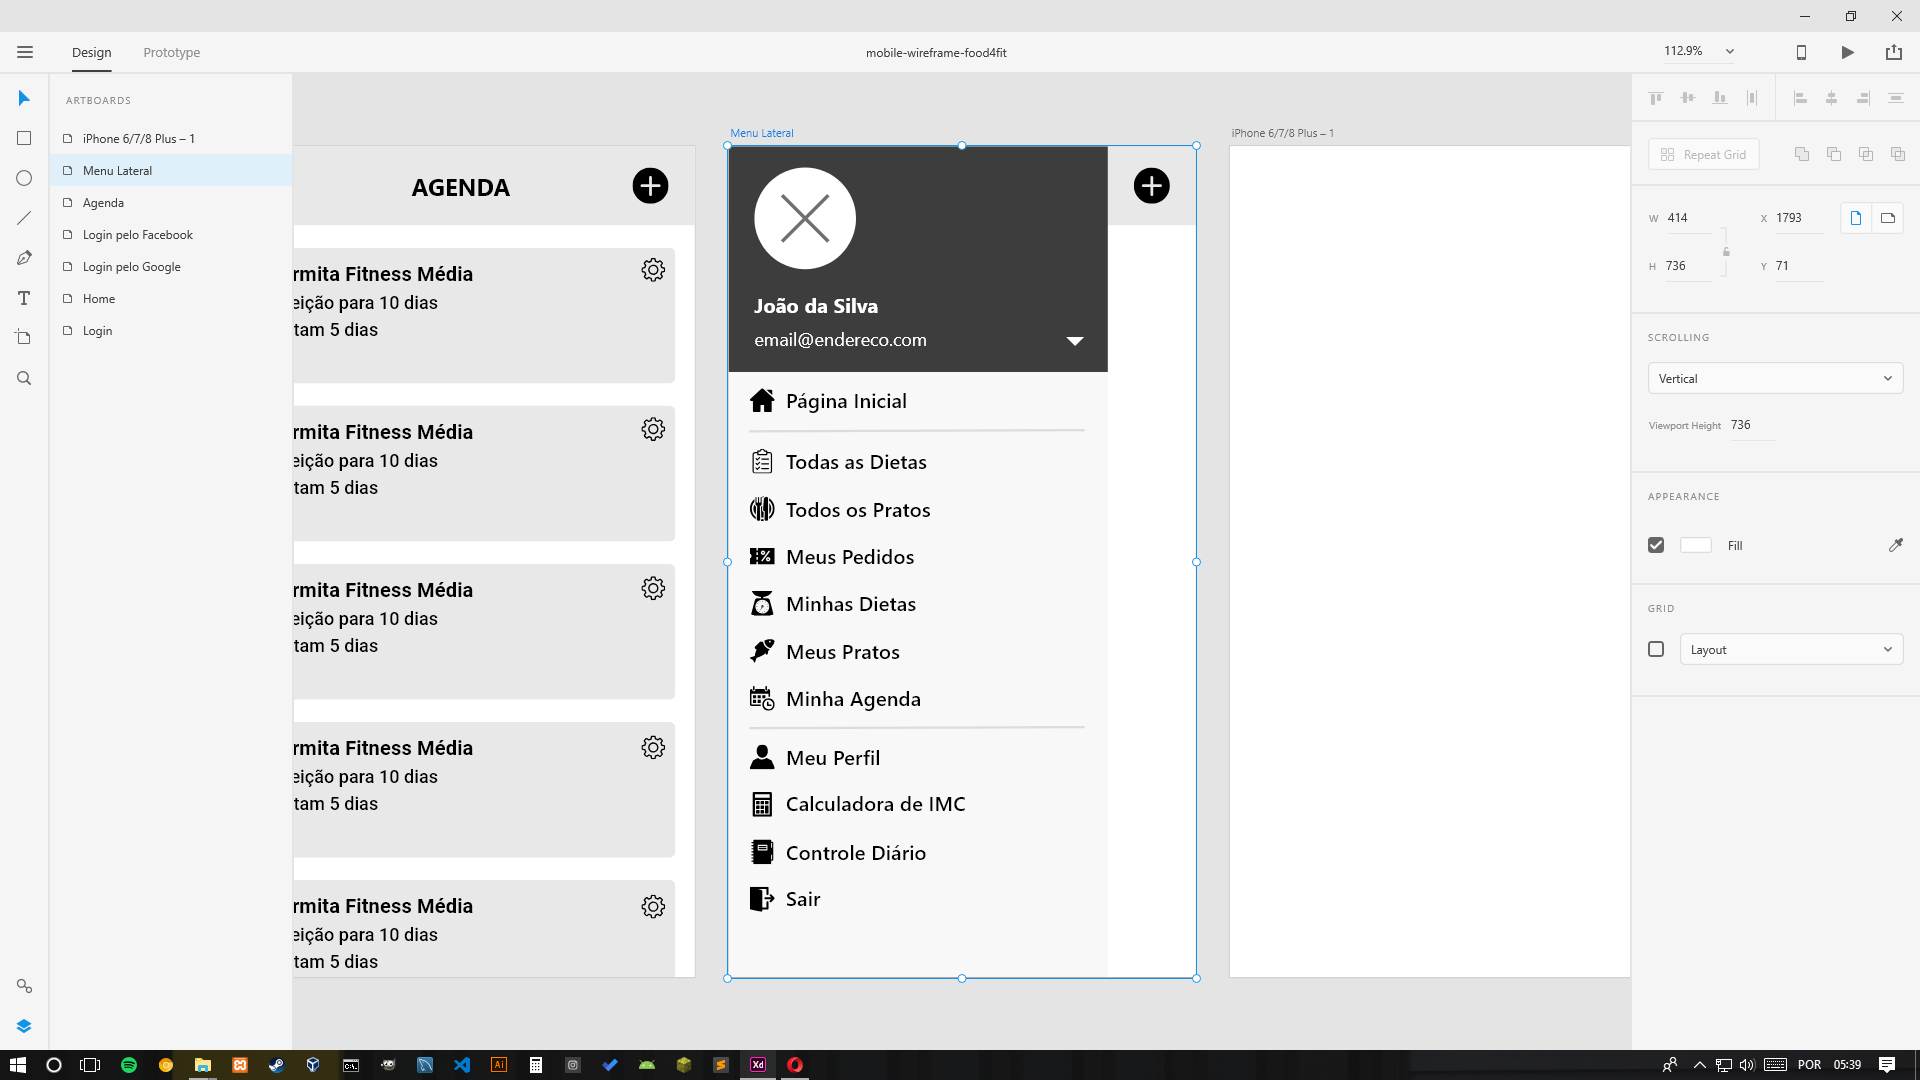 Design
Prototype
mobile-wireframe-food4fit
112.9%
ARTBOARDS
iPhone 6/7/8 Plus – 1
Menu Lateral
Agenda
Login pelo Facebook
Login pelo Google
Home
Login
AGENDA
rmita Fitness Média
eição para 10 dias
tam 5 dias
rmita Fitness Média
eição para 10 dias
tam 5 dias
rmita Fitness Média
eição para 10 dias
tam 5 dias
rmita Fitness Média
eição para 10 dias
tam 5 dias
rmita Fitness Média
eição para 10 dias
tam 5 dias
Menu Lateral
João da Silva
email@endereco.com
Página Inicial
Todas as Dietas
Todos os Pratos
Meus Pedidos
Minhas Dietas
Meus Pratos
Minha Agenda
Meu Perfil
Calculadora de IMC
Controle Diário
Sair
iPhone 6/7/8 Plus – 1
Repeat Grid
W 414
X 1793
H 736
Y 71
SCROLLING
Vertical
Viewport Height 736
APPEARANCE
Fill
GRID
Layout
C:\.
Ai
Xd
POR
05:39